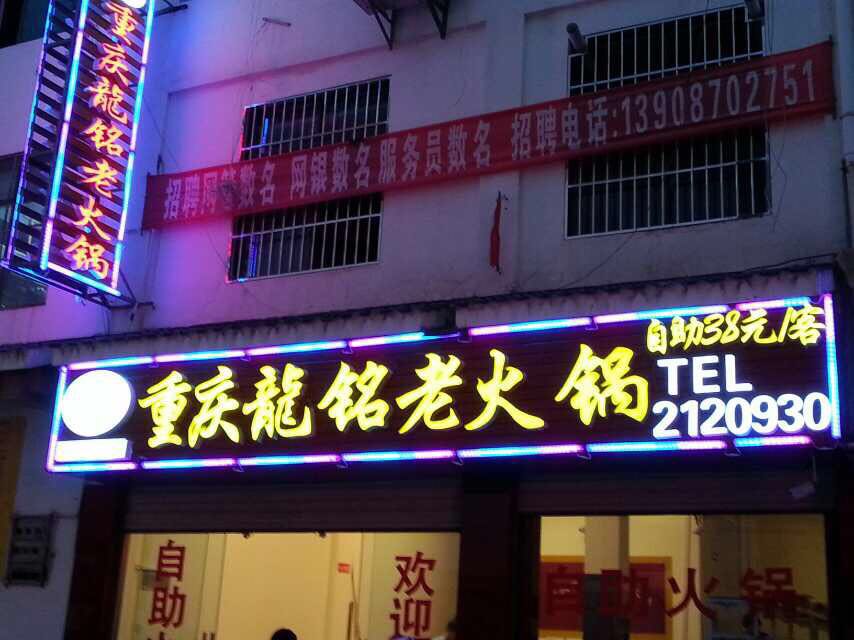 重庆龍铭老火锅
招聘网管数名 网银数名服务员数名 招聘电话:13908702751
重庆龍铭老火锅
自助38元/客
TEL
2120930
自助
欢迎
自助火锅